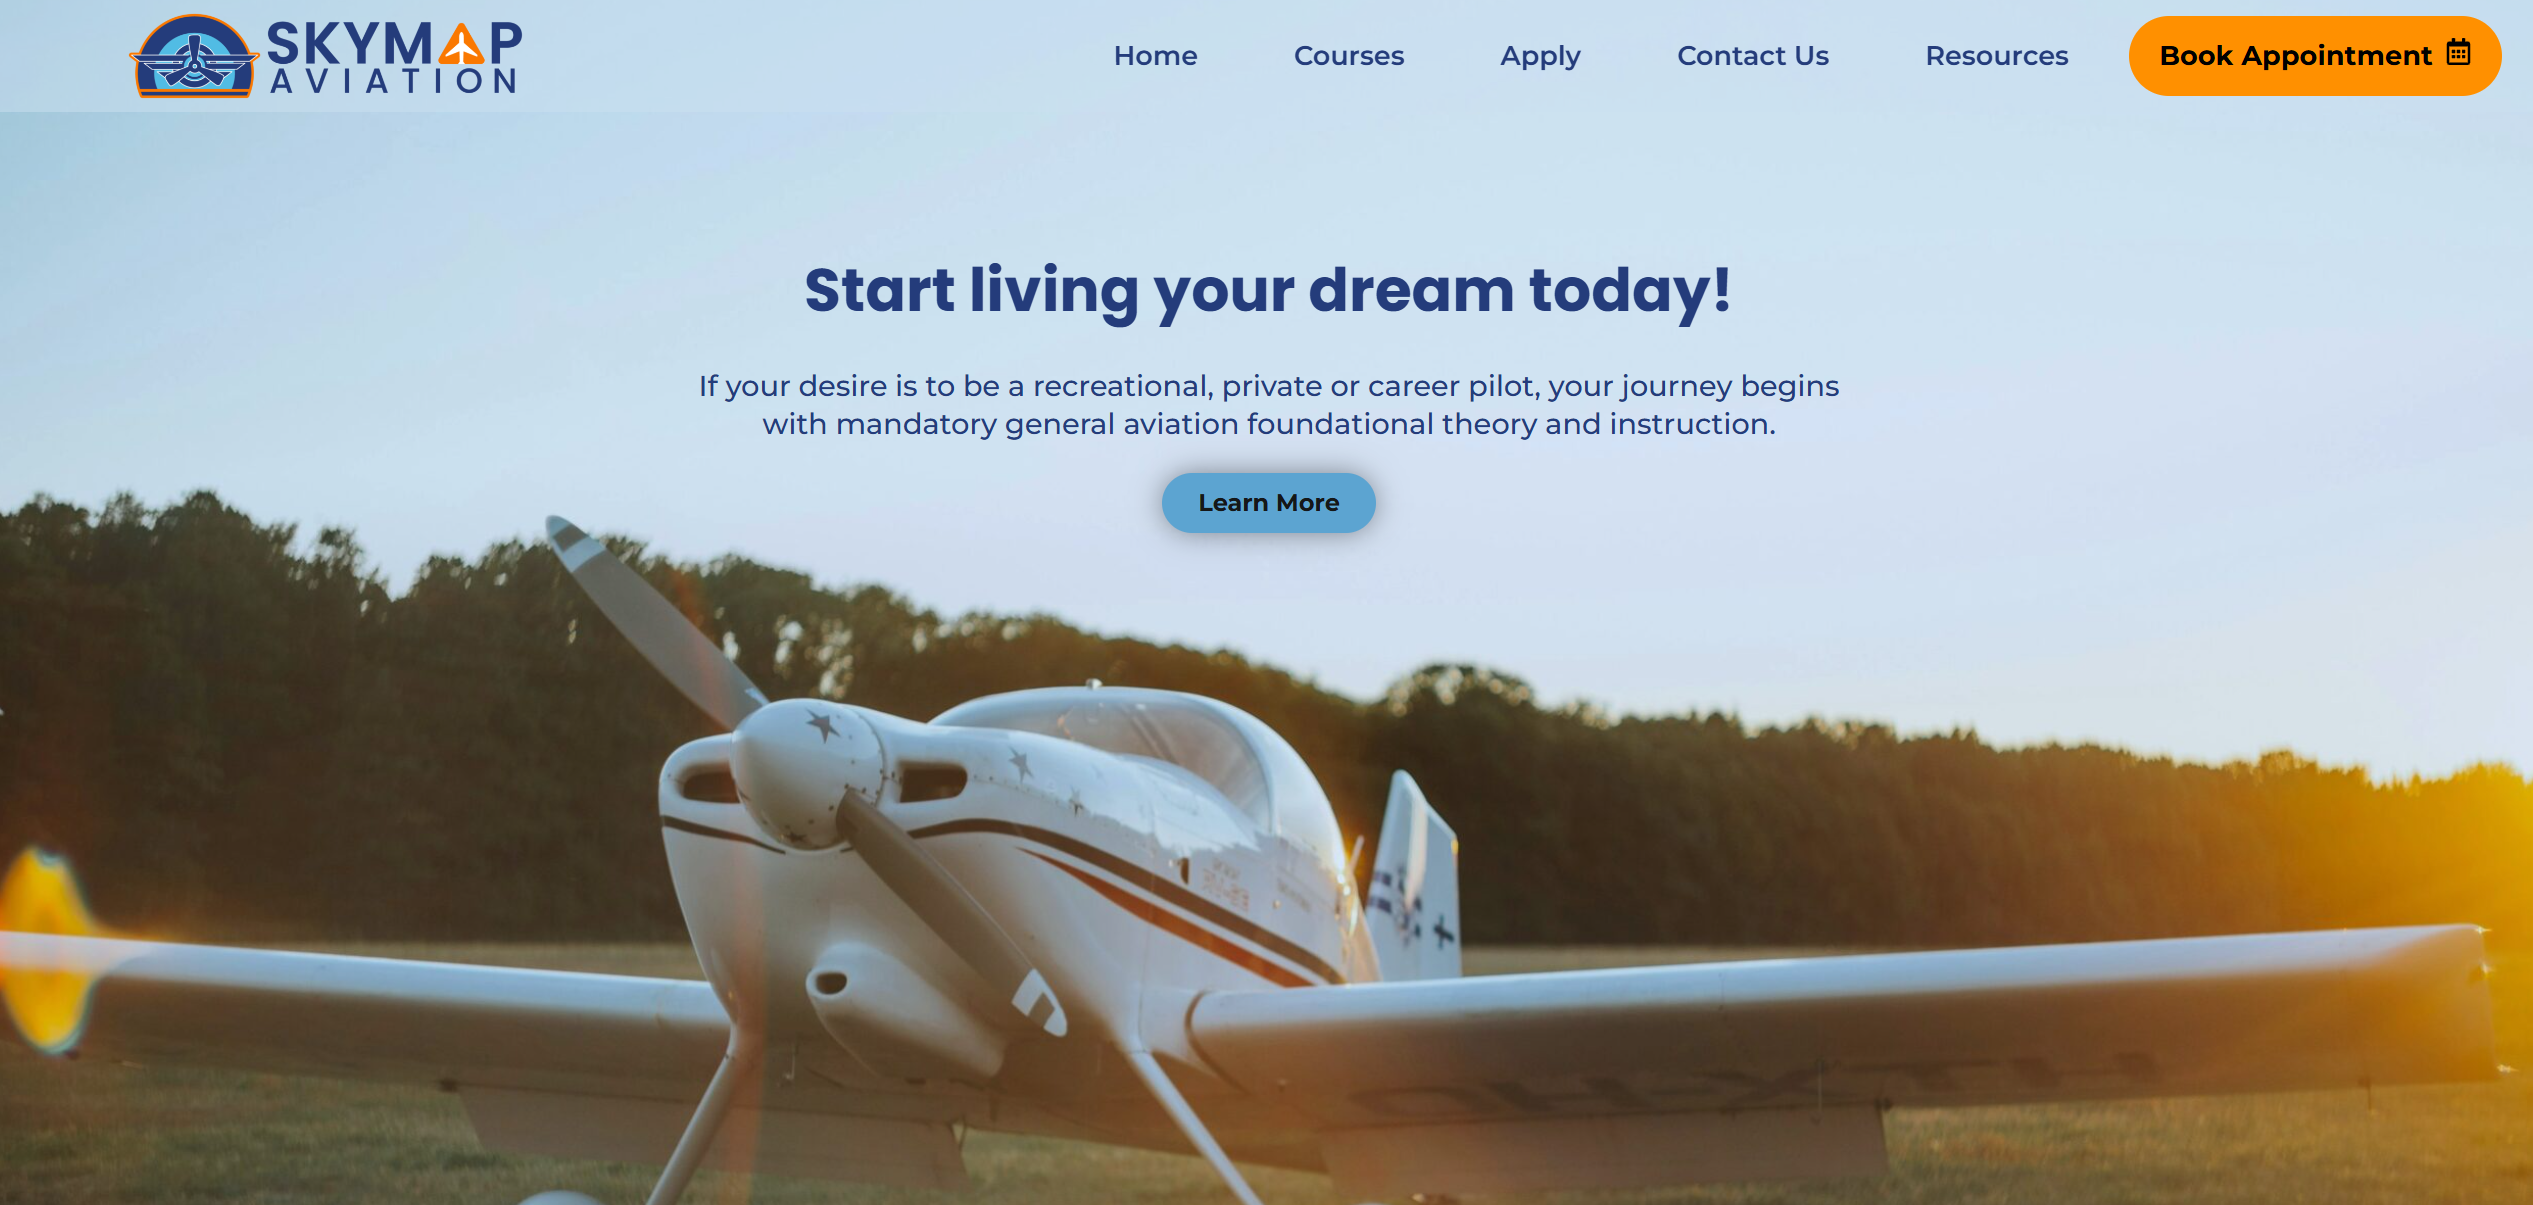 SKYMAP
AVIATION
Home
Courses
Apply
Contact Us
Resources
Book Appointment
Start living your dream today!
If your desire is to be a recreational, private or career pilot, your journey begins
with mandatory general aviation foundational theory and instruction.
Learn More